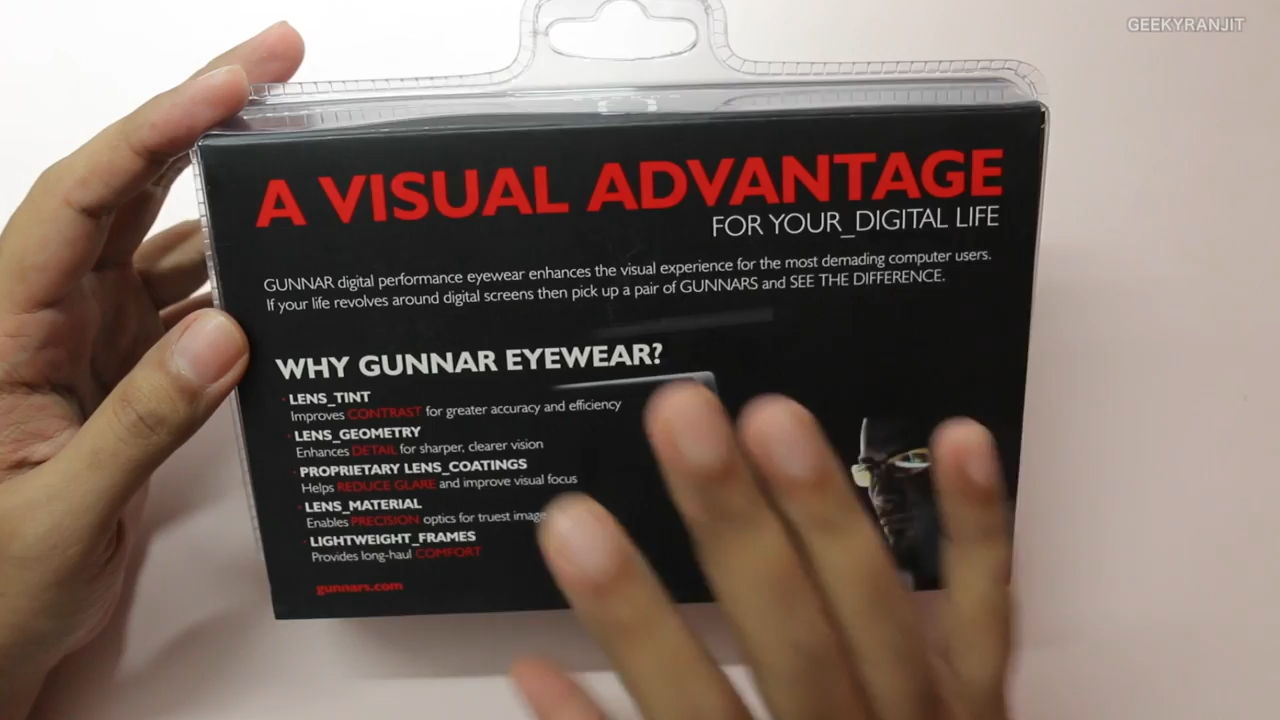 GEEKYRANJIT
A VISUAL ADVANTAGE
FOR YOUR_DIGITAL LIFE
GUNNAR digital performance eyewear enhances the visual experience for the most demading computer users.
If your life revolves around digital screens then pick up a pair of GUNNARS and SEE THE DIFFERENCE.
WHY GUNNAR EYEWEAR?
· LENS_TINT
Improves CONTRAST for greater accuracy and efficiency
· LENS_GEOMETRY
Enhances DETAIL for sharper, clearer vision
· PROPRIETARY LENS_COATINGS
Helps REDUCE GLARE and improve visual focus
· LENS_MATERIAL
Enables PRECISION optics for truest image
· LIGHTWEIGHT_FRAMES
Provides long-haul COMFORT
gunnars.com